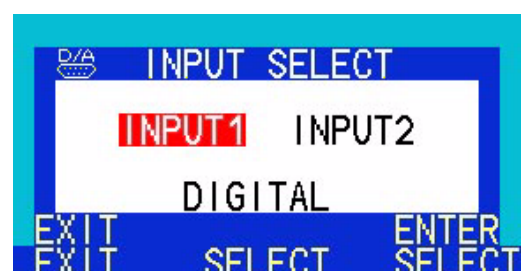 D/A INPUT SELECT
INPUT1 INPUT2
DIGITAL
EXIT ENTER
EXIT SELECT SELECT